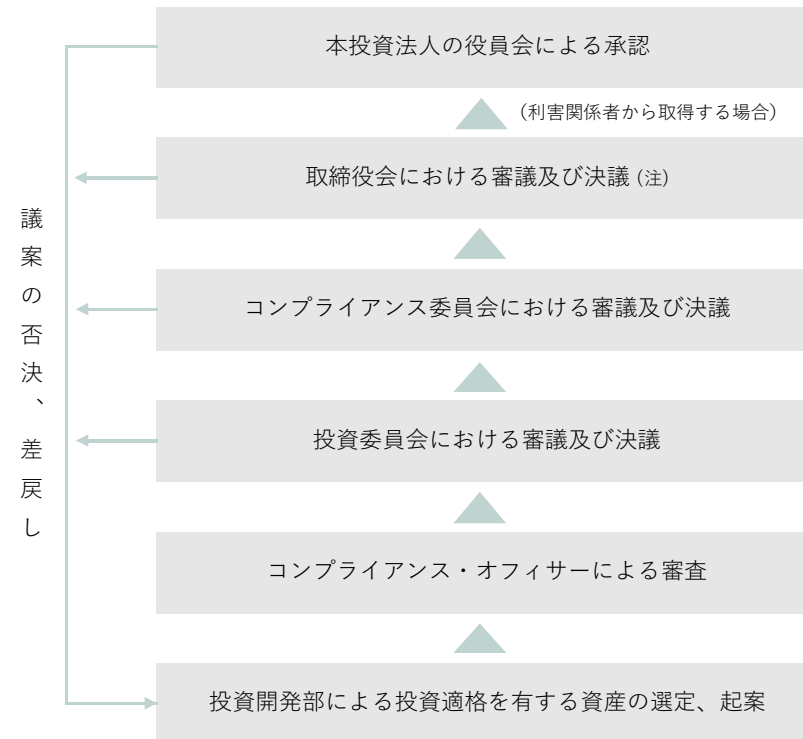 本投資法人の役員会による承認
（利害関係者から取得する場合）
取締役会における審議及び決議（注）
コンプライアンス委員会における審議及び決議
投資委員会における審議及び決議
コンプライアンス・オフィサーによる審査
投資開発部による投資適格を有する資産の選定、起案
議案の否決、差戻し